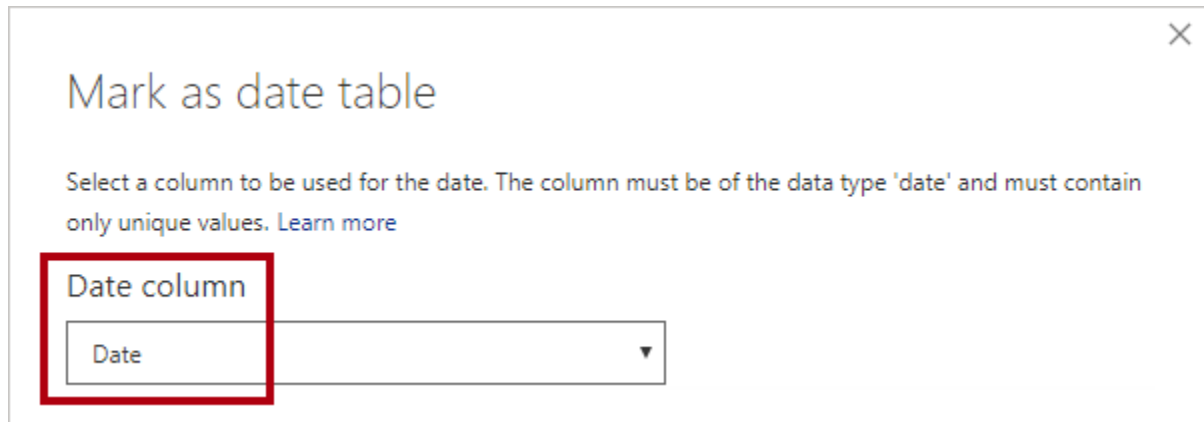 Mark as date table
Select a column to be used for the date. The column must be of the data type 'date' and must contain
only unique values. Learn more
Date column
Date